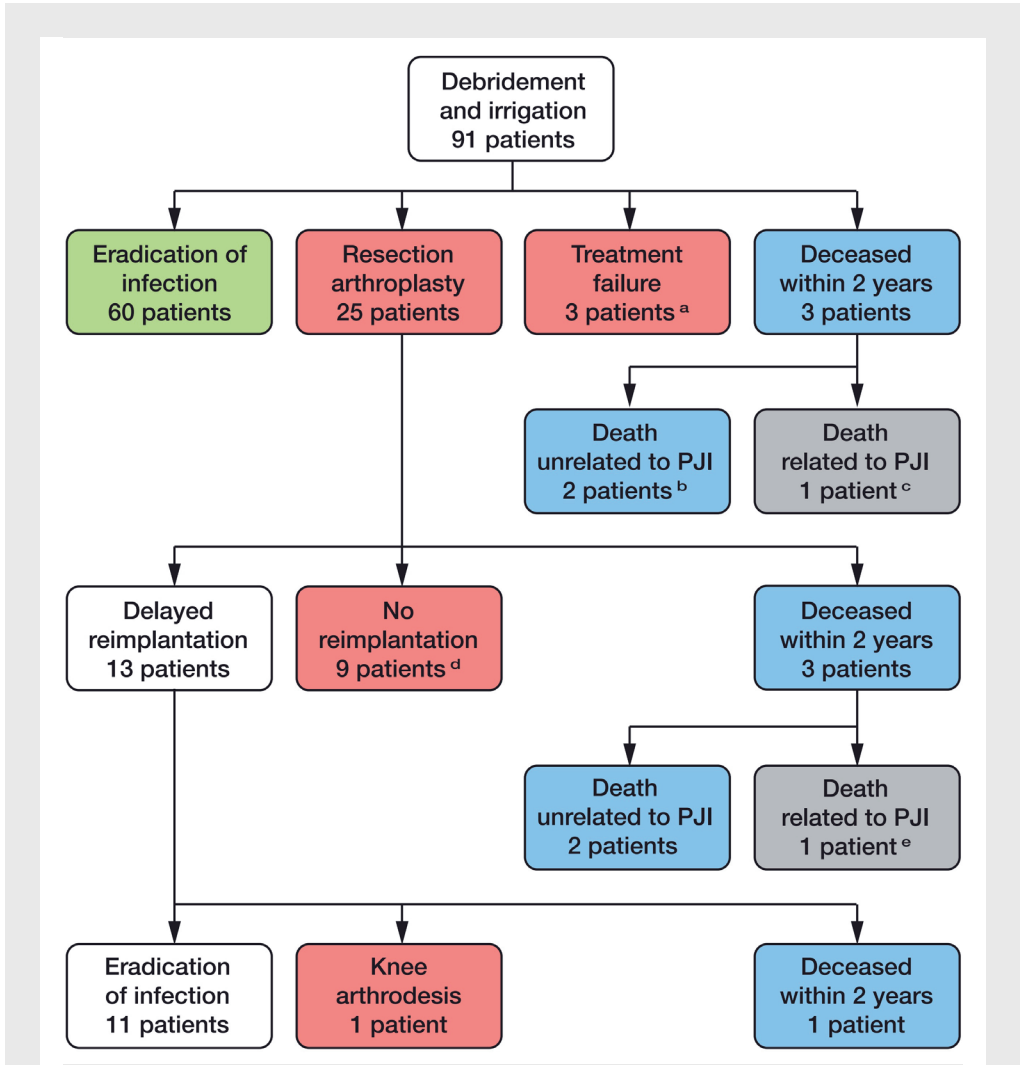 Debridement
and irrigation
91 patients
Eradication of
infection
60 patients
Resection
arthroplasty
25 patients
Treatment
failure
3 patients a
Deceased
within 2 years
3 patients
Death
unrelated to PJI
2 patients b
Death
related to PJI
1 patient c
Delayed
reimplantation
13 patients
No
reimplantation
9 patients d
Deceased
within 2 years
3 patients
Death
unrelated to PJI
2 patients
Death
related to PJI
1 patient e
Eradication
of infection
11 patients
Knee
arthrodesis
1 patient
Deceased
within 2 years
1 patient